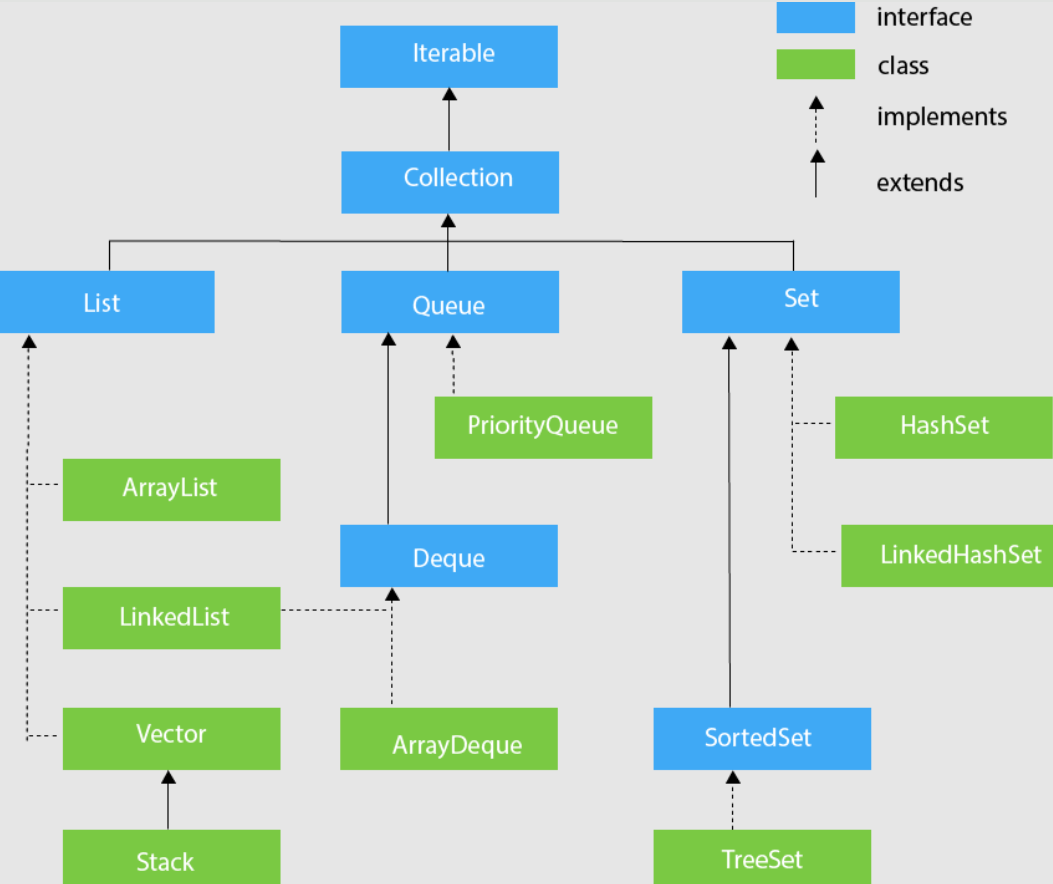 interface
Iterable
class
implements
Collection
extends
List
Queue
Set
PriorityQueue
HashSet
ArrayList
Deque
LinkedHashSet
LinkedList
Vector
ArrayDeque
SortedSet
Stack
TreeSet